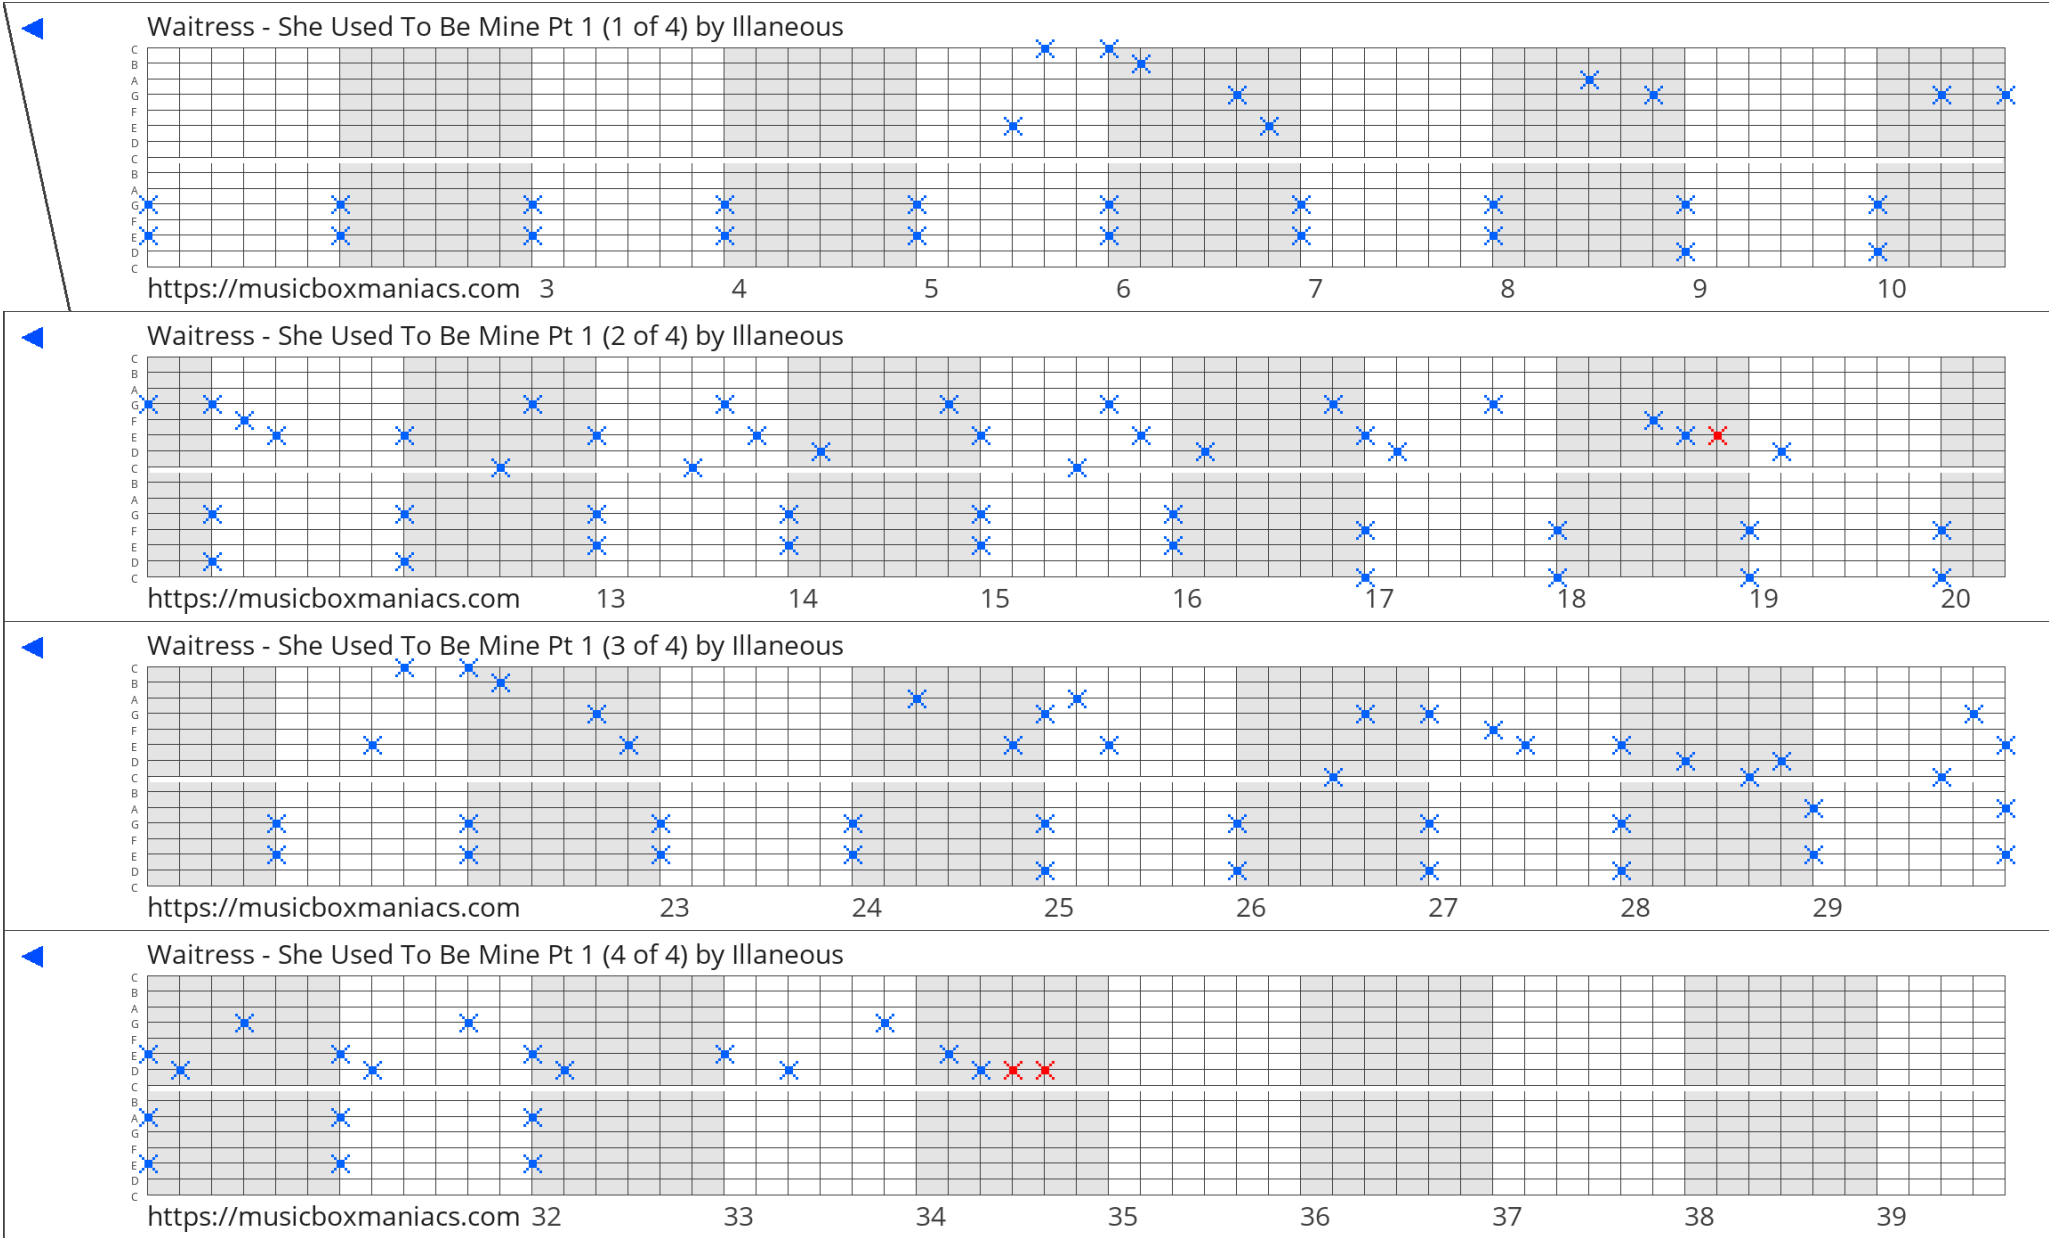 Waitress - She Used To Be Mine Pt 1 (1 of 4) by Illaneous
C
B
A
G
F
E
D
C
B
A
G
F
E
D
C
https://musicboxmaniacs.com 3 4 5 6 7 8 9 10
Waitress - She Used To Be Mine Pt 1 (2 of 4) by Illaneous
C
B
A
G
F
E
D
C
B
A
G
F
E
D
C
https://musicboxmaniacs.com 13 14 15 16 17 18 19 20
Waitress - She Used To Be Mine Pt 1 (3 of 4) by Illaneous
C
B
A
G
F
E
D
C
B
A
G
F
E
D
C
https://musicboxmaniacs.com 23 24 25 26 27 28 29
Waitress - She Used To Be Mine Pt 1 (4 of 4) by Illaneous
C
B
A
G
F
E
D
C
B
A
G
F
E
D
C
https://musicboxmaniacs.com 32 33 34 35 36 37 38 39